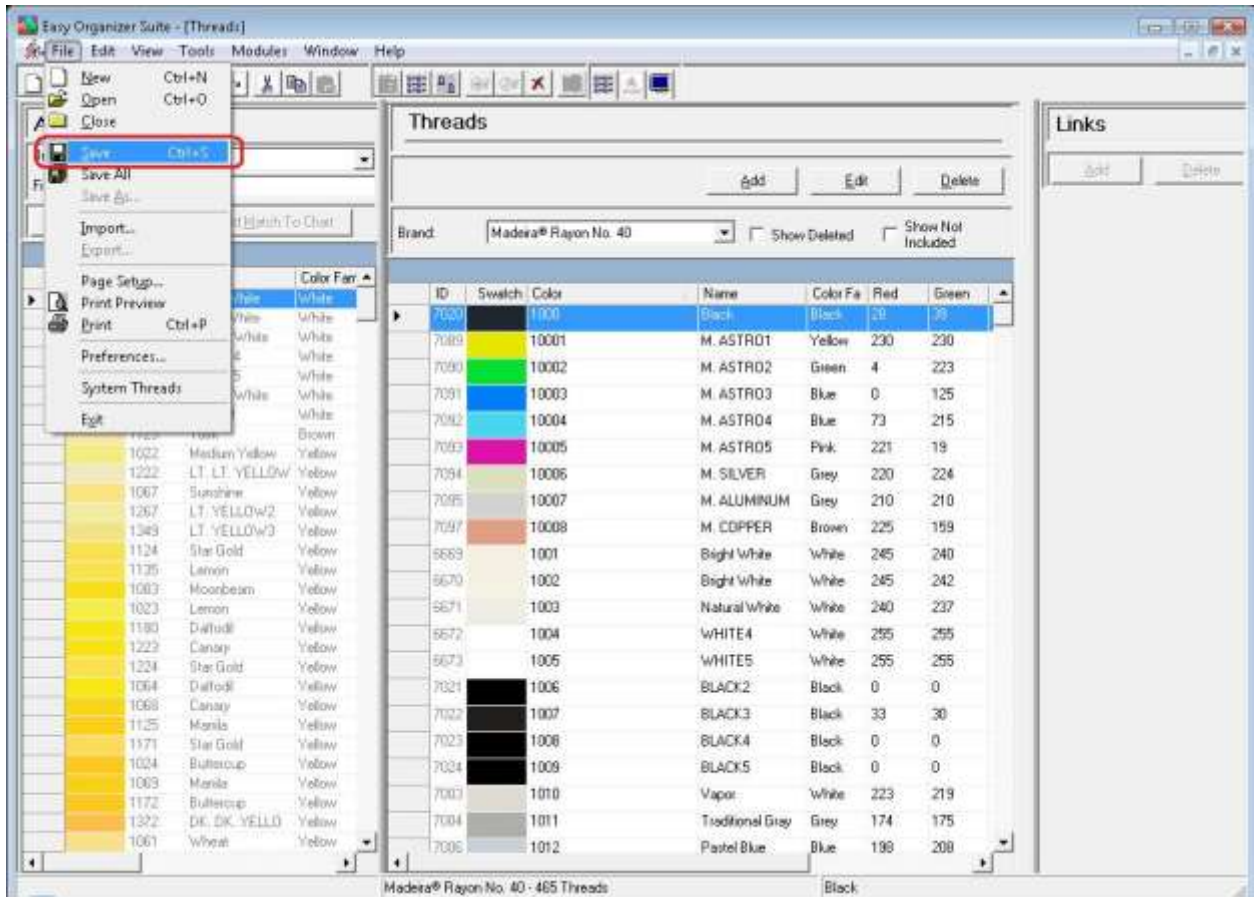 Easy Organizer Suite - [Threads]
File Edit View Tools Modules Window Help
New Ctrl+N
Open Ctrl+O
Close
Save Ctrl+S
Save All
Save As...
Import...
Export...
Page Setup...
Print Preview
Print Ctrl+P
Preferences...
System Threads
Exit
Match To Chart
Color Fam
White White
White White
White White
White
White
White White
White
Brown
1022 Medium Yellow Yellow
1222 LT. LT. YELLOW Yellow
1067 Sunshine Yellow
1267 LT. YELLOW2 Yellow
1349 LT. YELLOW3 Yellow
1124 Star Gold Yellow
1135 Lemon Yellow
1083 Moonbeam Yellow
1023 Lemon Yellow
1180 Daffodil Yellow
1223 Canary Yellow
1224 Star Gold Yellow
1064 Daffodil Yellow
1068 Canary Yellow
1125 Manila Yellow
1171 Star Gold Yellow
1024 Buttercup Yellow
1069 Manila Yellow
1172 Buttercup Yellow
1372 DK. DK. YELLO Yellow
1061 Wheat Yellow
Threads
Add Edit Delete
Brand: Madeira® Rayon No. 40 Show Deleted Show Not Included
ID Swatch Color Name Color Fa Red Green
7020 1000 Black Black 28 39
7089 10001 M. ASTRO1 Yellow 230 230
7090 10002 M. ASTRO2 Green 4 223
7091 10003 M. ASTRO3 Blue 0 125
7092 10004 M. ASTRO4 Blue 73 215
7093 10005 M. ASTRO5 Pink 221 19
7094 10006 M. SILVER Grey 220 224
7095 10007 M. ALUMINUM Grey 210 210
7097 10008 M. COPPER Brown 225 159
6669 1001 Bright White White 245 240
6670 1002 Bright White White 245 242
6671 1003 Natural White White 240 237
6672 1004 WHITE4 White 255 255
6673 1005 WHITE5 White 255 255
7021 1006 BLACK2 Black 0 0
7022 1007 BLACK3 Black 33 30
7023 1008 BLACK4 Black 0 0
7024 1009 BLACK5 Black 0 0
7003 1010 Vapor White 223 219
7004 1011 Traditional Gray Grey 174 175
7006 1012 Pastel Blue Blue 198 208
Links
Add Delete
Madeira® Rayon No. 40 - 465 Threads Black